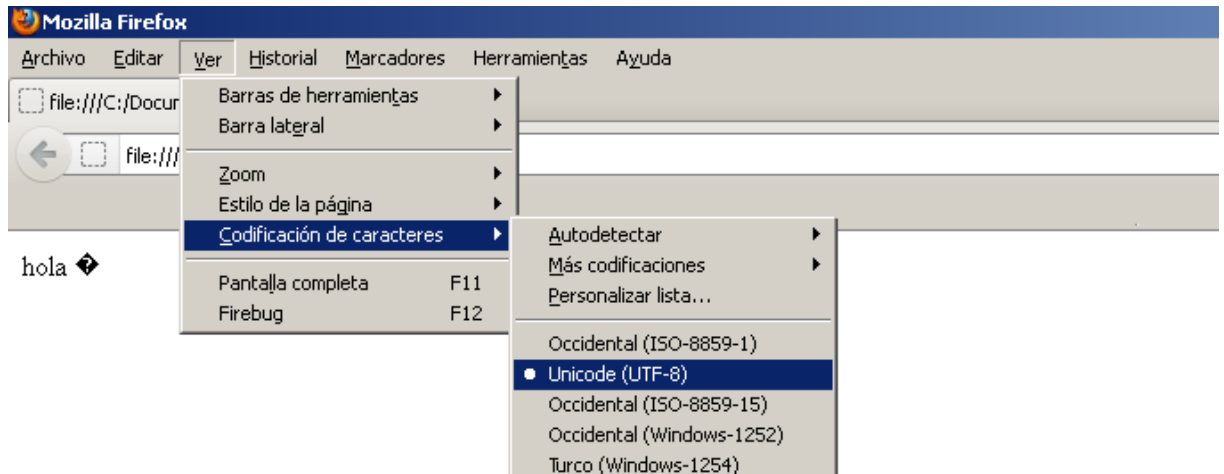 Mozilla Firefox
Archivo Editar Ver Historial Marcadores Herramientas Ayuda
file:///C:/Docur
file:///
Barras de herramientas
Barra lateral
Zoom
Estilo de la página
Codificación de caracteres
Pantalla completa F11
Firebug F12
Autodetectar
Más codificaciones
Personalizar lista...
Occidental (ISO-8859-1)
Unicode (UTF-8)
Occidental (ISO-8859-15)
Occidental (Windows-1252)
Turco (Windows-1254)
hola �